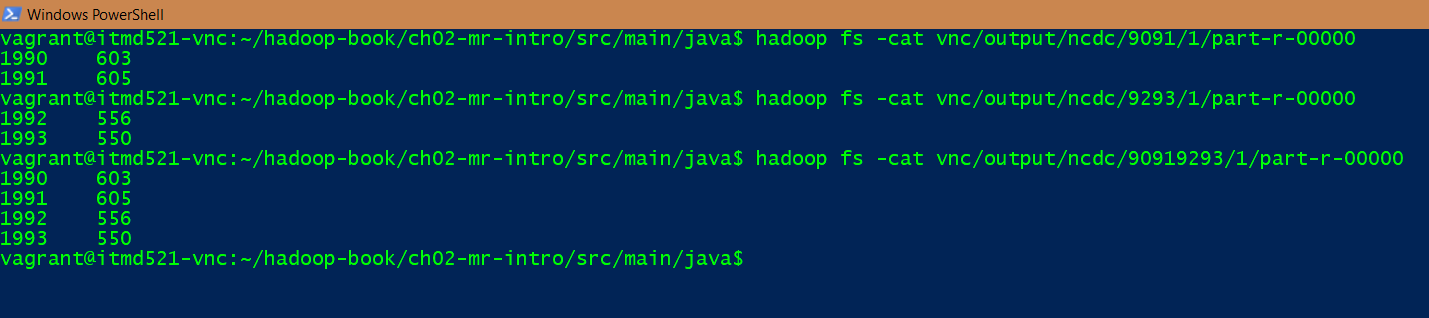 Windows PowerShell
vagrant@itmd521-vnc:~/hadoop-book/ch02-mr-intro/src/main/java$ hadoop fs -cat vnc/output/ncdc/9091/1/part-r-00000
1990    603
1991    605
vagrant@itmd521-vnc:~/hadoop-book/ch02-mr-intro/src/main/java$ hadoop fs -cat vnc/output/ncdc/9293/1/part-r-00000
1992    556
1993    550
vagrant@itmd521-vnc:~/hadoop-book/ch02-mr-intro/src/main/java$ hadoop fs -cat vnc/output/ncdc/90919293/1/part-r-00000
1990    603
1991    605
1992    556
1993    550
vagrant@itmd521-vnc:~/hadoop-book/ch02-mr-intro/src/main/java$